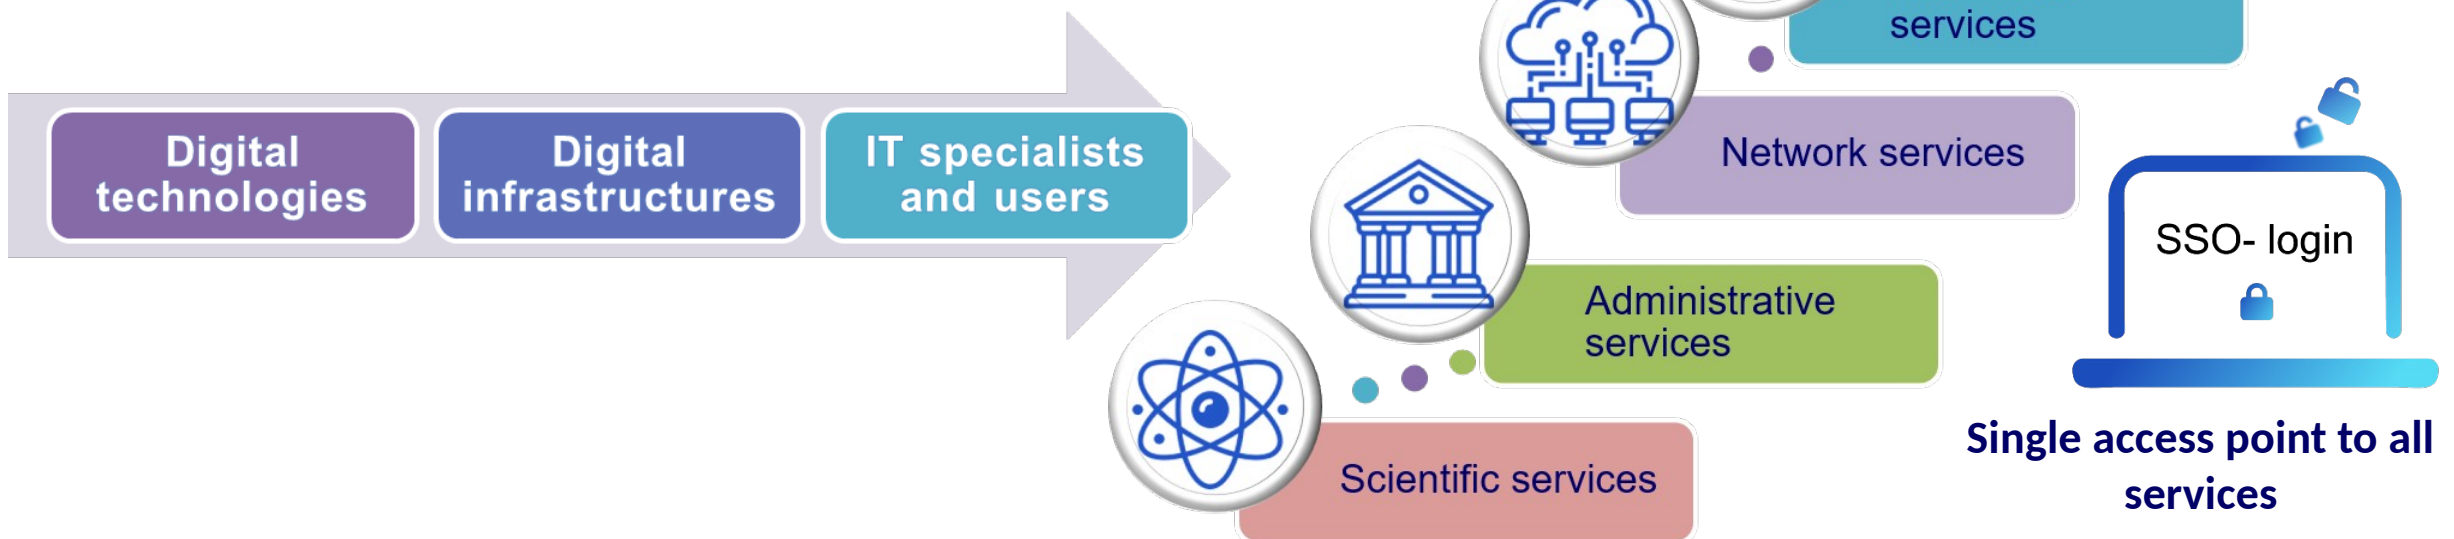 Digital
technologies
Digital
infrastructures
IT specialists
and users
services
Network services
Administrative
services
Scientific services
SSO- login
Single access point to all
services